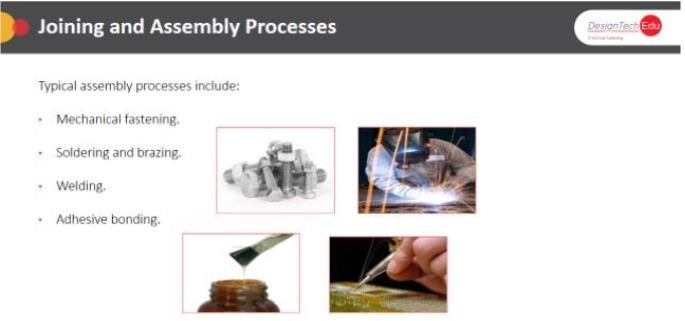 Joining and Assembly Processes
DesignTech Edu
Typical assembly processes include:
• Mechanical fastening.
• Soldering and brazing.
• Welding.
• Adhesive bonding.